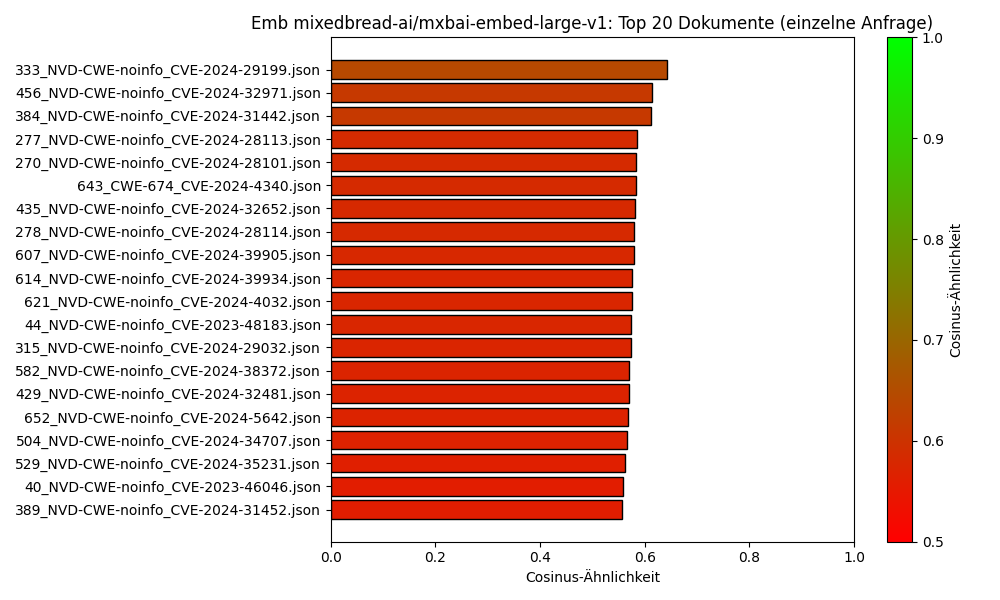 Emb mixedbread-ai/mxbai-embed-large-v1: Top 20 Dokumente (einzelne Anfrage)
333_NVD-CWE-noinfo_CVE-2024-29199.json
456_NVD-CWE-noinfo_CVE-2024-32971.json
384_NVD-CWE-noinfo_CVE-2024-31442.json
277_NVD-CWE-noinfo_CVE-2024-28113.json
270_NVD-CWE-noinfo_CVE-2024-28101.json
643_CWE-674_CVE-2024-4340.json
435_NVD-CWE-noinfo_CVE-2024-32652.json
278_NVD-CWE-noinfo_CVE-2024-28114.json
607_NVD-CWE-noinfo_CVE-2024-39905.json
614_NVD-CWE-noinfo_CVE-2024-39934.json
621_NVD-CWE-noinfo_CVE-2024-4032.json
44_NVD-CWE-noinfo_CVE-2023-48183.json
315_NVD-CWE-noinfo_CVE-2024-29032.json
582_NVD-CWE-noinfo_CVE-2024-38372.json
429_NVD-CWE-noinfo_CVE-2024-32481.json
652_NVD-CWE-noinfo_CVE-2024-5642.json
504_NVD-CWE-noinfo_CVE-2024-34707.json
529_NVD-CWE-noinfo_CVE-2024-35231.json
40_NVD-CWE-noinfo_CVE-2023-46046.json
389_NVD-CWE-noinfo_CVE-2024-31452.json
0.0 0.2 0.4 0.6 0.8 1.0
Cosinus-Ähnlichkeit
1.0
0.9
0.8
0.7
0.6
0.5
Cosinus-Ähnlichkeit